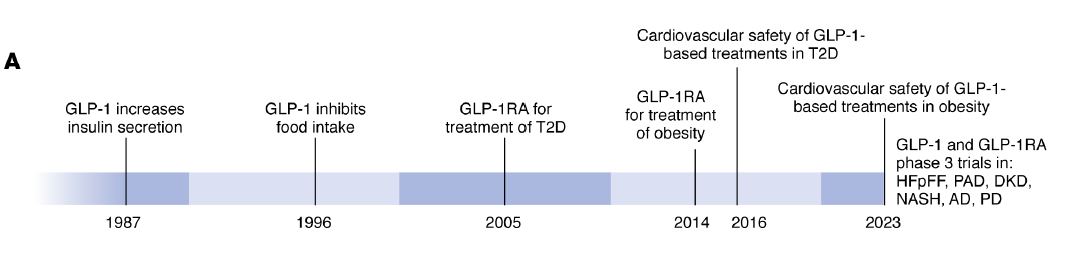 A
GLP-1 increases
insulin secretion
GLP-1 inhibits
food intake
GLP-1RA for
treatment of T2D
GLP-1RA
for treatment
of obesity
Cardiovascular safety of GLP-1-
based treatments in T2D
Cardiovascular safety of GLP-1-
based treatments in obesity
GLP-1 and GLP-1RA
phase 3 trials in:
HFpFF, PAD, DKD,
NASH, AD, PD
1987
1996
2005
2014
2016
2023